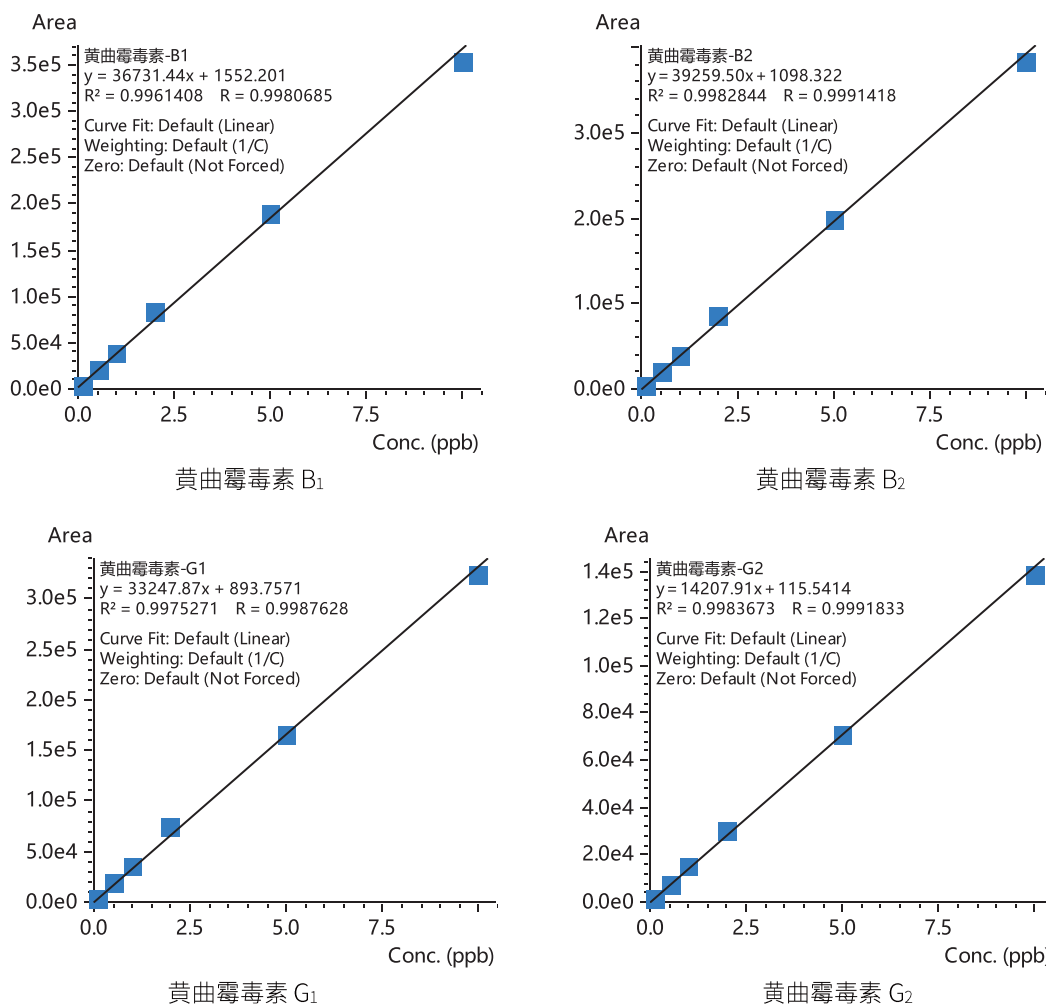 Area
黄曲霉毒素-B1
y = 36731.44x + 1552.201
R² = 0.9961408 R = 0.9980685
Curve Fit: Default (Linear)
Weighting: Default (1/C)
Zero: Default (Not Forced)
3.5e5
3.0e5
2.5e5
2.0e5
1.5e5
1.0e5
5.0e4
0.0e0
0.0 2.5 5.0 7.5
Conc. (ppb)
黄曲霉毒素 B₁
Area
黄曲霉毒素-B2
y = 39259.50x + 1098.322
R² = 0.9982844 R = 0.9991418
Curve Fit: Default (Linear)
Weighting: Default (1/C)
Zero: Default (Not Forced)
3.0e5
2.0e5
1.0e5
0.0e0
0.0 2.5 5.0 7.5
Conc. (ppb)
黄曲霉毒素 B₂
Area
黄曲霉毒素-G1
y = 33247.87x + 893.7571
R² = 0.9975271 R = 0.9987628
Curve Fit: Default (Linear)
Weighting: Default (1/C)
Zero: Default (Not Forced)
3.0e5
2.5e5
2.0e5
1.5e5
1.0e5
5.0e4
0.0e0
0.0 2.5 5.0 7.5
Conc. (ppb)
黄曲霉毒素 G₁
Area
黄曲霉毒素-G2
y = 14207.91x + 115.5414
R² = 0.9983673 R = 0.9991833
Curve Fit: Default (Linear)
Weighting: Default (1/C)
Zero: Default (Not Forced)
1.4e5
1.2e5
1.0e5
8.0e4
6.0e4
4.0e4
2.0e4
0.0e0
0.0 2.5 5.0 7.5
Conc. (ppb)
黄曲霉毒素 G₂